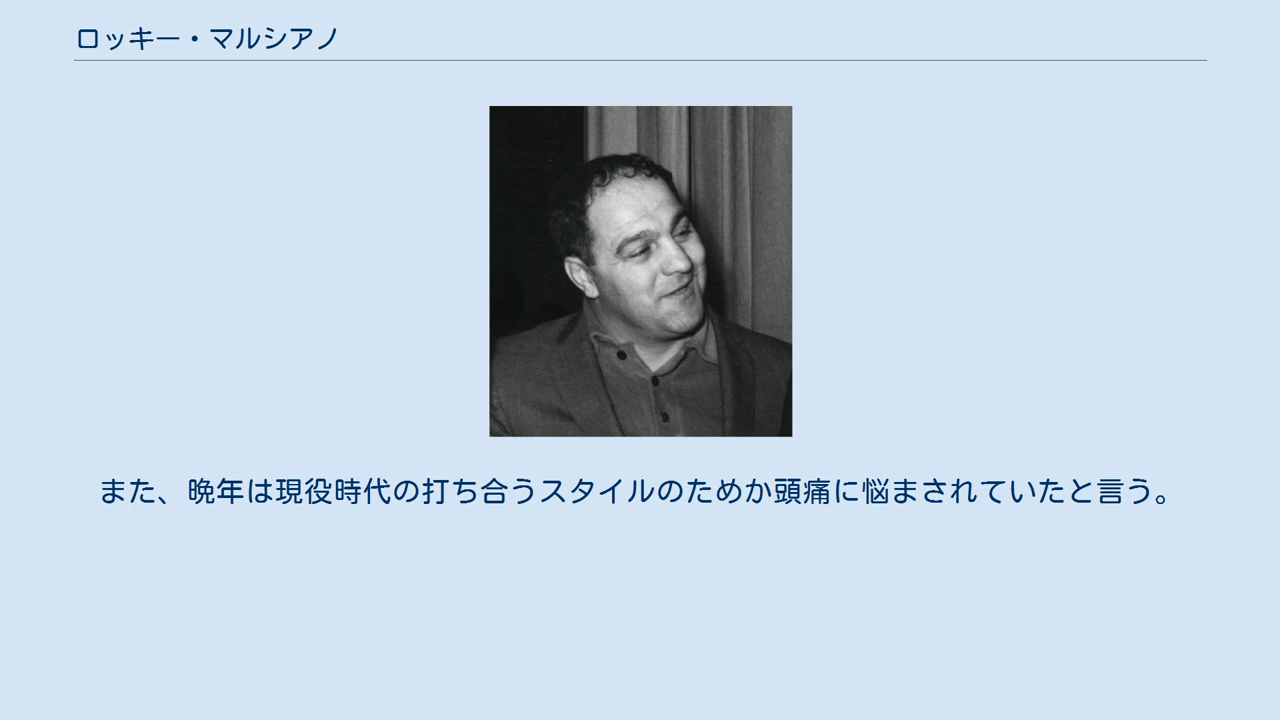 ロッキー・マルシアノ
また、晩年は現役時代の打ち合うスタイルのためか頭痛に悩まされていたと言う。